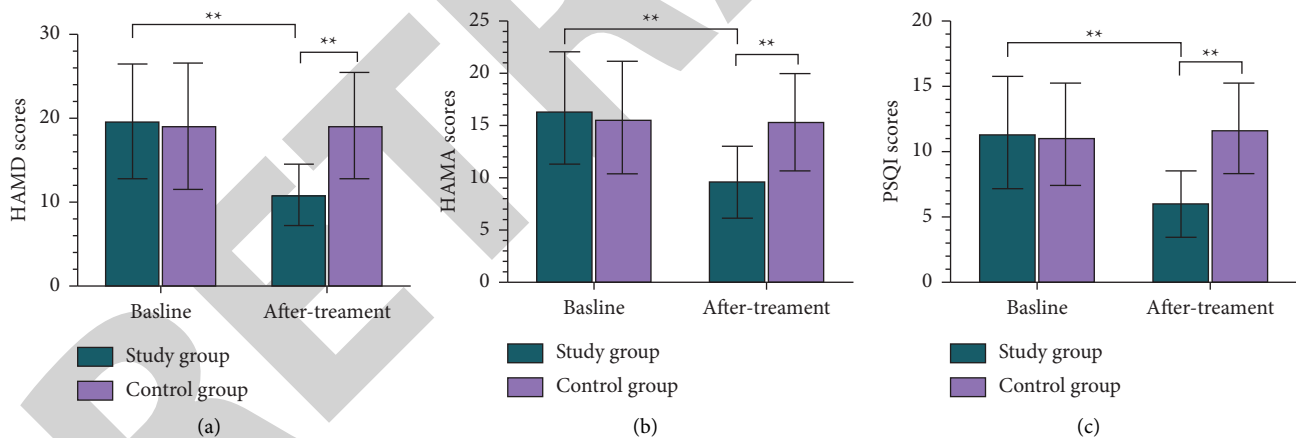 **
**
HAMD scores
30
20
10
0
Basline
After-treament
Study group
Control group
(a)
**
**
HAMA scores
25
20
15
10
5
0
Basline
After-treament
Study group
Control group
(b)
**
**
PSQI scores
20
15
10
5
0
Basline
After-treament
Study group
Control group
(c)